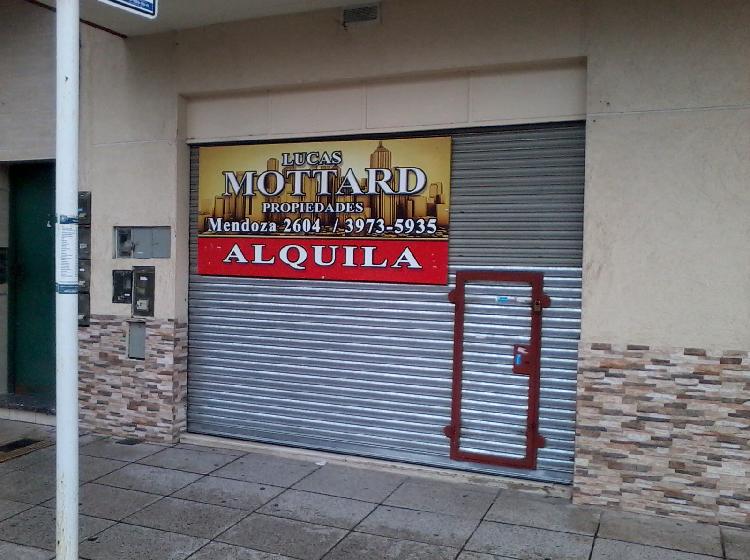 LUCAS
MOTTARD
PROPIEDADES
Mendoza 2604 / 3973-5935
ALQUILA